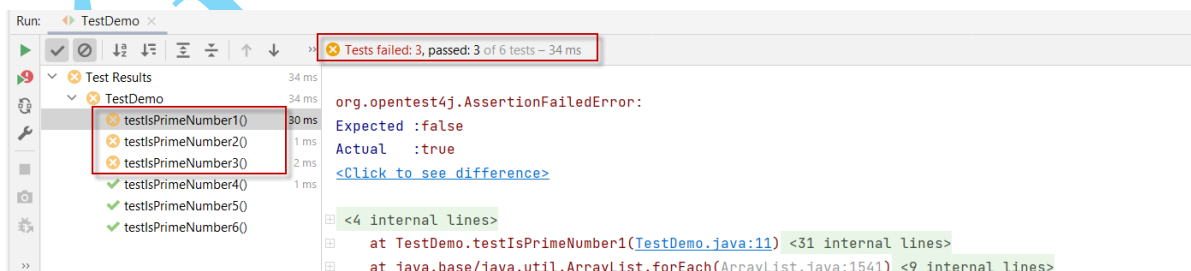 Run: TestDemo ×
» Tests failed: 3, passed: 3 of 6 tests – 34 ms
Test Results 34 ms
TestDemo 34 ms
testIsPrimeNumber1() 30 ms
testIsPrimeNumber2() 1 ms
testIsPrimeNumber3() 2 ms
testIsPrimeNumber4() 1 ms
testIsPrimeNumber5()
testIsPrimeNumber6()
»
org.opentest4j.AssertionFailedError:
Expected :false
Actual :true
<Click to see difference>
<4 internal lines>
at TestDemo.testIsPrimeNumber1(TestDemo.java:11) <31 internal lines>
at java.base/java.util.ArrayList.forEach(ArrayList.java:1541) <9 internal lines>